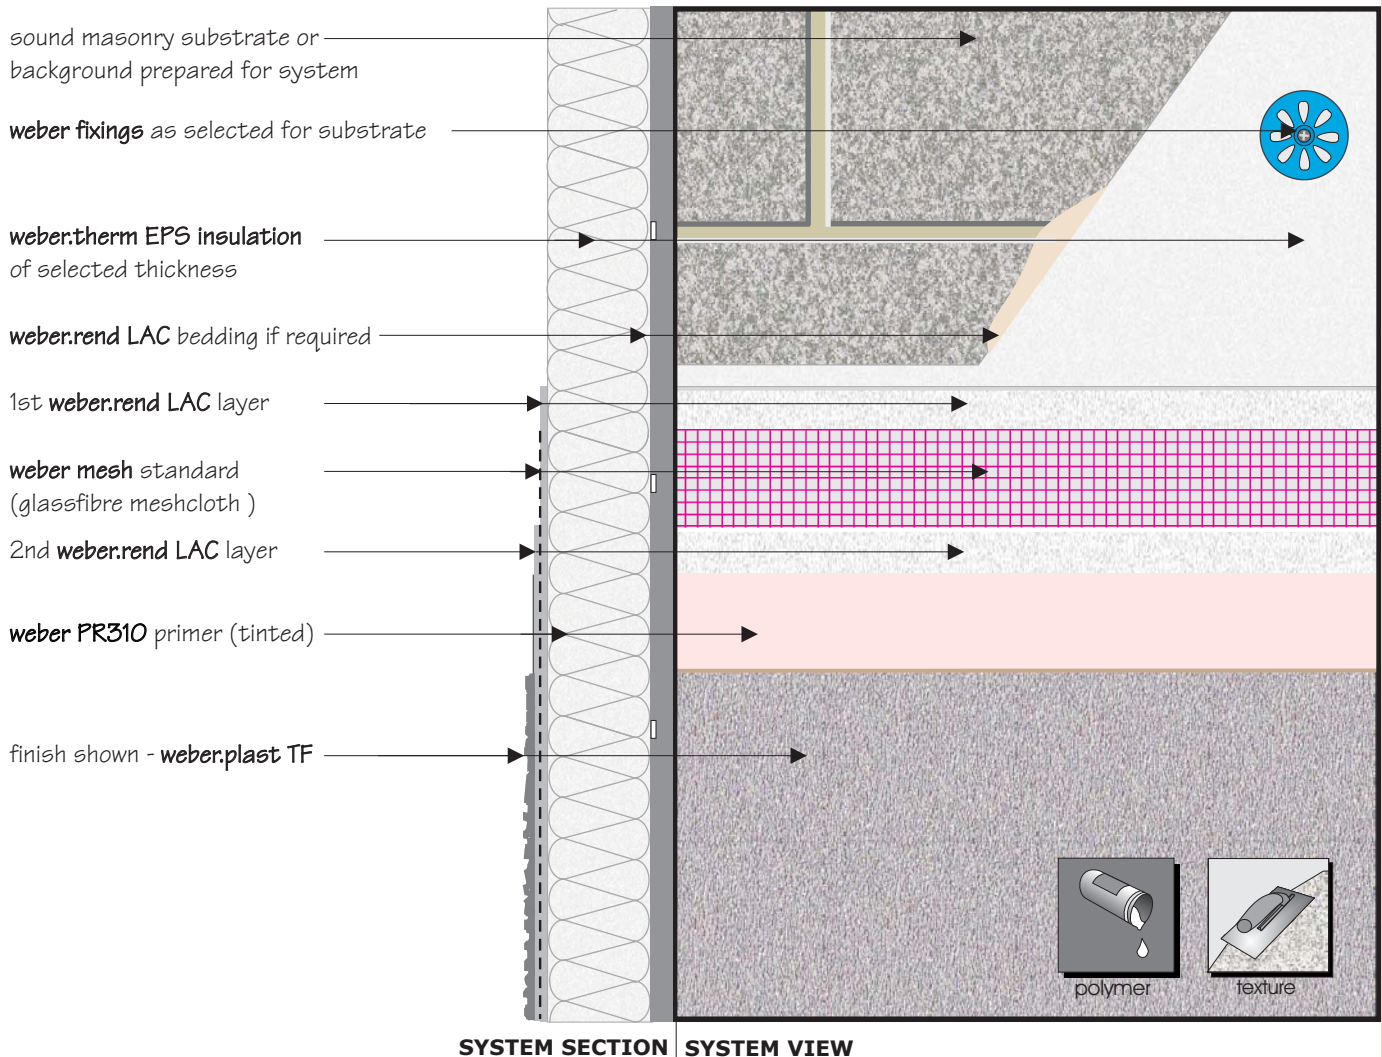 sound masonry substrate or
background prepared for system
weber fixings as selected for substrate
weber.therm EPS insulation
of selected thickness
weber.rend LAC bedding if required
1st weber.rend LAC layer
weber mesh standard
(glassfibre meshcloth )
2nd weber.rend LAC layer
weber PR310 primer (tinted)
finish shown - weber.plast TF
polymer
texture
SYSTEM SECTION
SYSTEM VIEW